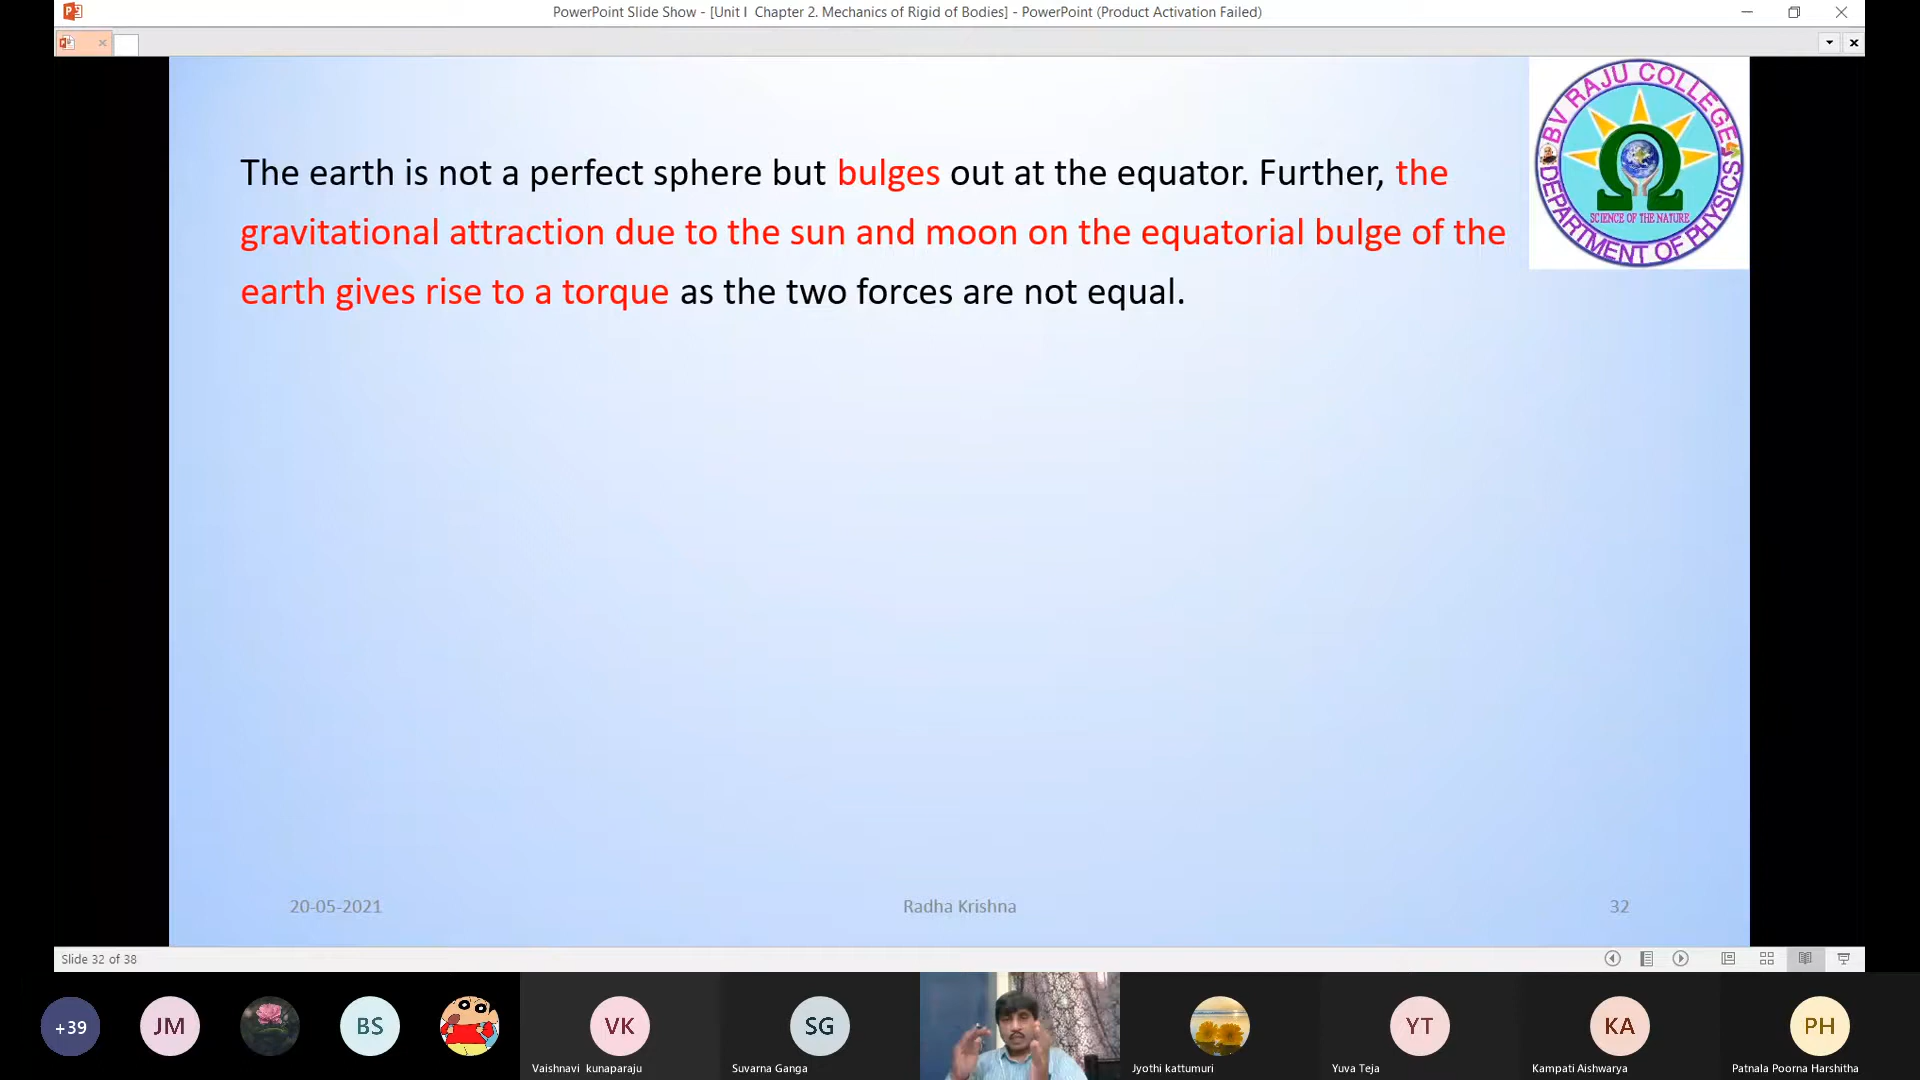 PowerPoint Slide Show - [Unit I Chapter 2. Mechanics of Rigid of Bodies] - PowerPoint (Product Activation Failed)
BV RAJU COLLEGE
SCIENCE OF THE NATURE
DEPARTMENT OF PHYSICS
The earth is not a perfect sphere but bulges out at the equator. Further, the
gravitational attraction due to the sun and moon on the equatorial bulge of the
earth gives rise to a torque as the two forces are not equal.
20-05-2021
Radha Krishna
32
Slide 32 of 38
+39
JM
BS
VK
SG
YT
KA
PH
Vaishnavi kunaparaju
Suvarna Ganga
Jyothi kattumuri
Yuva Teja
Kampati Aishwarya
Patnala Poorna Harshitha